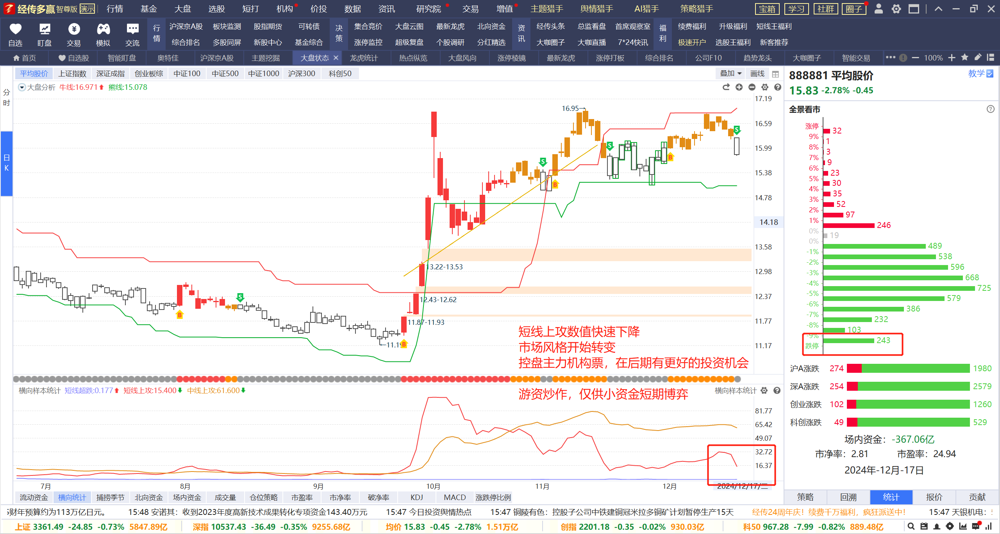 经传多赢 智尊版 演示 行情 基金 大盘 选股 短打 机构 价投 数据 资讯 研究院 交易 增值 主题猎手 舆情猎手 AI猎手 策略猎手 宝箱 学习 社群 圈子
行情 沪深京A股 板块监测 股指期货 可转债 决策 集合竞价 大盘云图 最新龙虎 北向资金 资讯 经传头条 总监看盘 首席观察室 福利 续费福利 升级福利 短线王福利
自选 盯盘 交易 模拟 交流 综合排名 多股同屏 新股中心 基金综合 涨停监控 超级复盘 个股调研 分红精选 大咖圈子 大咖直播 7*24快讯 极速开户 选股王福利 新客推荐
首页 自选股 智能盯盘 奥特佳 沪深京A股 主题挖掘 大盘状态 龙虎统计 热点纵览 大盘风向 涨停棱镜 最新龙虎 涨停打板 综合排名 公司F10 趋势龙头 大咖圈子 智能交易 100%
分时
日K
平均股价 上证指数 深证成指 创业板综 中证100 中证500 中证1000 沪深300 科创50 叠加 画线
大盘分析 牛线:16.971 熊线:15.078
17.19
16.59
15.99
15.38
14.78
14.18
13.58
12.98
12.37
11.77
11.17
16.95→
S
S
S
S
B
B
B
B
13.22-13.53
12.43-12.62
11.87-11.93
←11.19
短线上攻数值快速下降
市场风格开始转变
控盘主力机构票，在后期有更好的投资机会
游资炒作，仅供小资金短期博弈
横向样本统计 短线超跌:0.177 短线上攻:15.400 中线上攻:61.600 横向样本统计
81.77
65.42
49.07
32.72
16.37
7月 8月 9月 10月 11月 12月 2024/12/17/二
流动资金 横向统计 捕捞季节 北向资金 场内资金 成交量 仓位策略 市盈率 市净率 破净率 KDJ MACD 涨跌停比例
888881 平均股价 教学
15.83 -2.78% -0.45
全景看市
涨停
32
9%
1
8%
3
7%
9
6%
23
5%
30
4%
35
3%
52
2%
97
1%
246
0%
19
0%
489
-1%
538
-2%
596
-3%
668
-4%
725
-5%
579
-6%
386
-7%
232
-8%
103
-9%
243
跌停
沪A涨跌 274 1980
深A涨跌 254 2579
创业涨跌 102 1260
科创涨跌 49 529
场内资金：-367.06亿
市净率：2.81 市盈率：24.94
2024年-12月-17日
策略 回溯 统计 报价 贡献
财年预算约为113万亿日元。 15:48 安诺其：收到2023年度高新技术成果转化专项资金143.40万元 15:47 今日投资舆情热点 15:47 铜陵有色：控股子公司中铁建铜冠米拉多铜矿计划暂停生产15天 经传24周年庆！续费千万福利，疯狂派送中！ 15:47 天银机电：
上证 3361.49 -24.85 -0.73% 5847.89亿 深指 10537.43 -36.49 -0.35% 9255.68亿 均价 15.83 -0.45 -2.78% 1.51万亿 创指 2201.18 -0.35 -0.02% 930.03亿 科50 967.28 -7.99 -0.82% 889.48亿